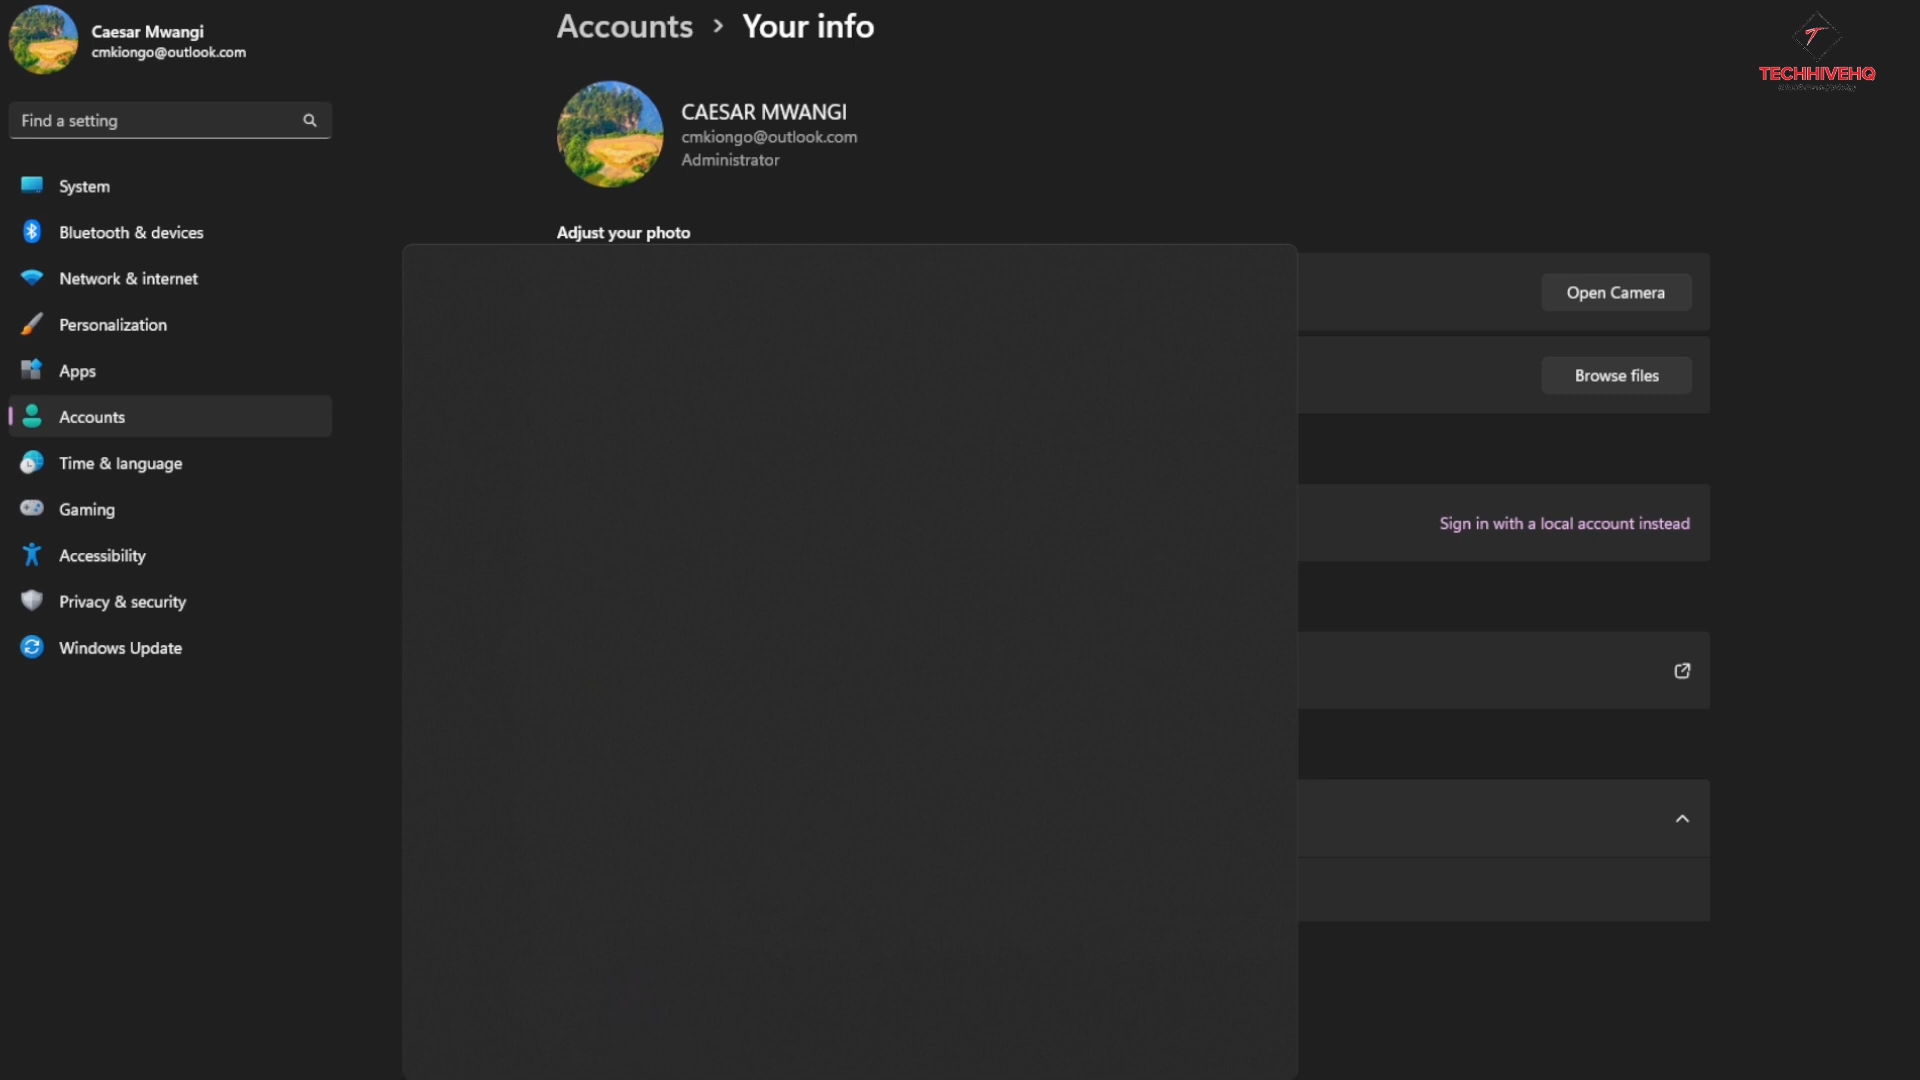 Caesar Mwangi
cmkiongo@outlook.com
Find a setting
System
Bluetooth & devices
Network & internet
Personalization
Apps
Accounts
Time & language
Gaming
Accessibility
Privacy & security
Windows Update
Accounts > Your info
CAESAR MWANGI
cmkiongo@outlook.com
Administrator
Adjust your photo
Open Camera
Browse files
Sign in with a local account instead
T
TECHHIVEHQ